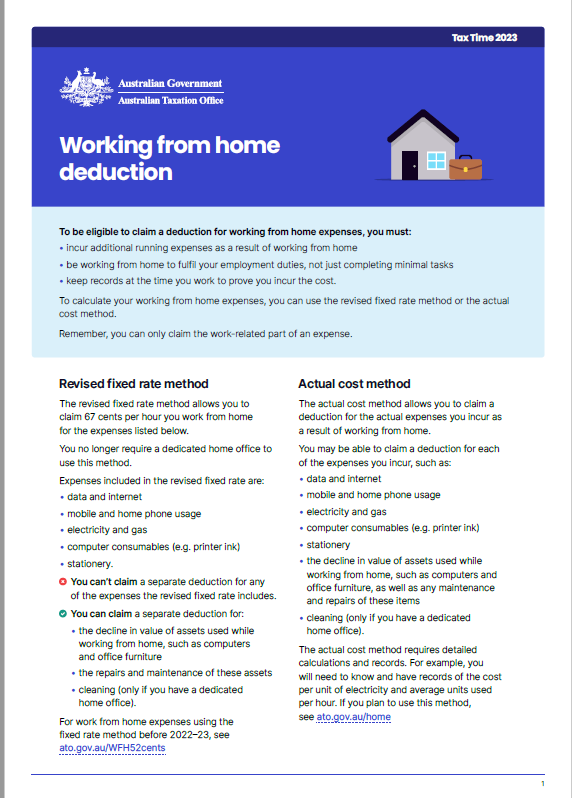 Tax Time 2023
Australian Government
Australian Taxation Office
Working from home
deduction
To be eligible to claim a deduction for working from home expenses, you must:
• incur additional running expenses as a result of working from home
• be working from home to fulfil your employment duties, not just completing minimal tasks
• keep records at the time you work to prove you incur the cost.
To calculate your working from home expenses, you can use the revised fixed rate method or the actual
cost method.
Remember, you can only claim the work-related part of an expense.
Revised fixed rate method
The revised fixed rate method allows you to
claim 67 cents per hour you work from home
for the expenses listed below.
You no longer require a dedicated home office to
use this method.
Expenses included in the revised fixed rate are:
• data and internet
• mobile and home phone usage
• electricity and gas
• computer consumables (e.g. printer ink)
• stationery.
You can't claim a separate deduction for any
of the expenses the revised fixed rate includes.
You can claim a separate deduction for:
• the decline in value of assets used while
working from home, such as computers
and office furniture
• the repairs and maintenance of these assets
• cleaning (only if you have a dedicated
home office).
For work from home expenses using the
fixed rate method before 2022–23, see
ato.gov.au/WFH52cents
Actual cost method
The actual cost method allows you to claim a
deduction for the actual expenses you incur as
a result of working from home.
You may be able to claim a deduction for each
of the expenses you incur, such as:
• data and internet
• mobile and home phone usage
• electricity and gas
• computer consumables (e.g. printer ink)
• stationery
• the decline in value of assets used while
working from home, such as computers and
office furniture, as well as any maintenance
and repairs of these items
• cleaning (only if you have a dedicated
home office).
The actual cost method requires detailed
calculations and records. For example, you
will need to know and have records of the cost
per unit of electricity and average units used
per hour. If you plan to use this method,
see ato.gov.au/home
1